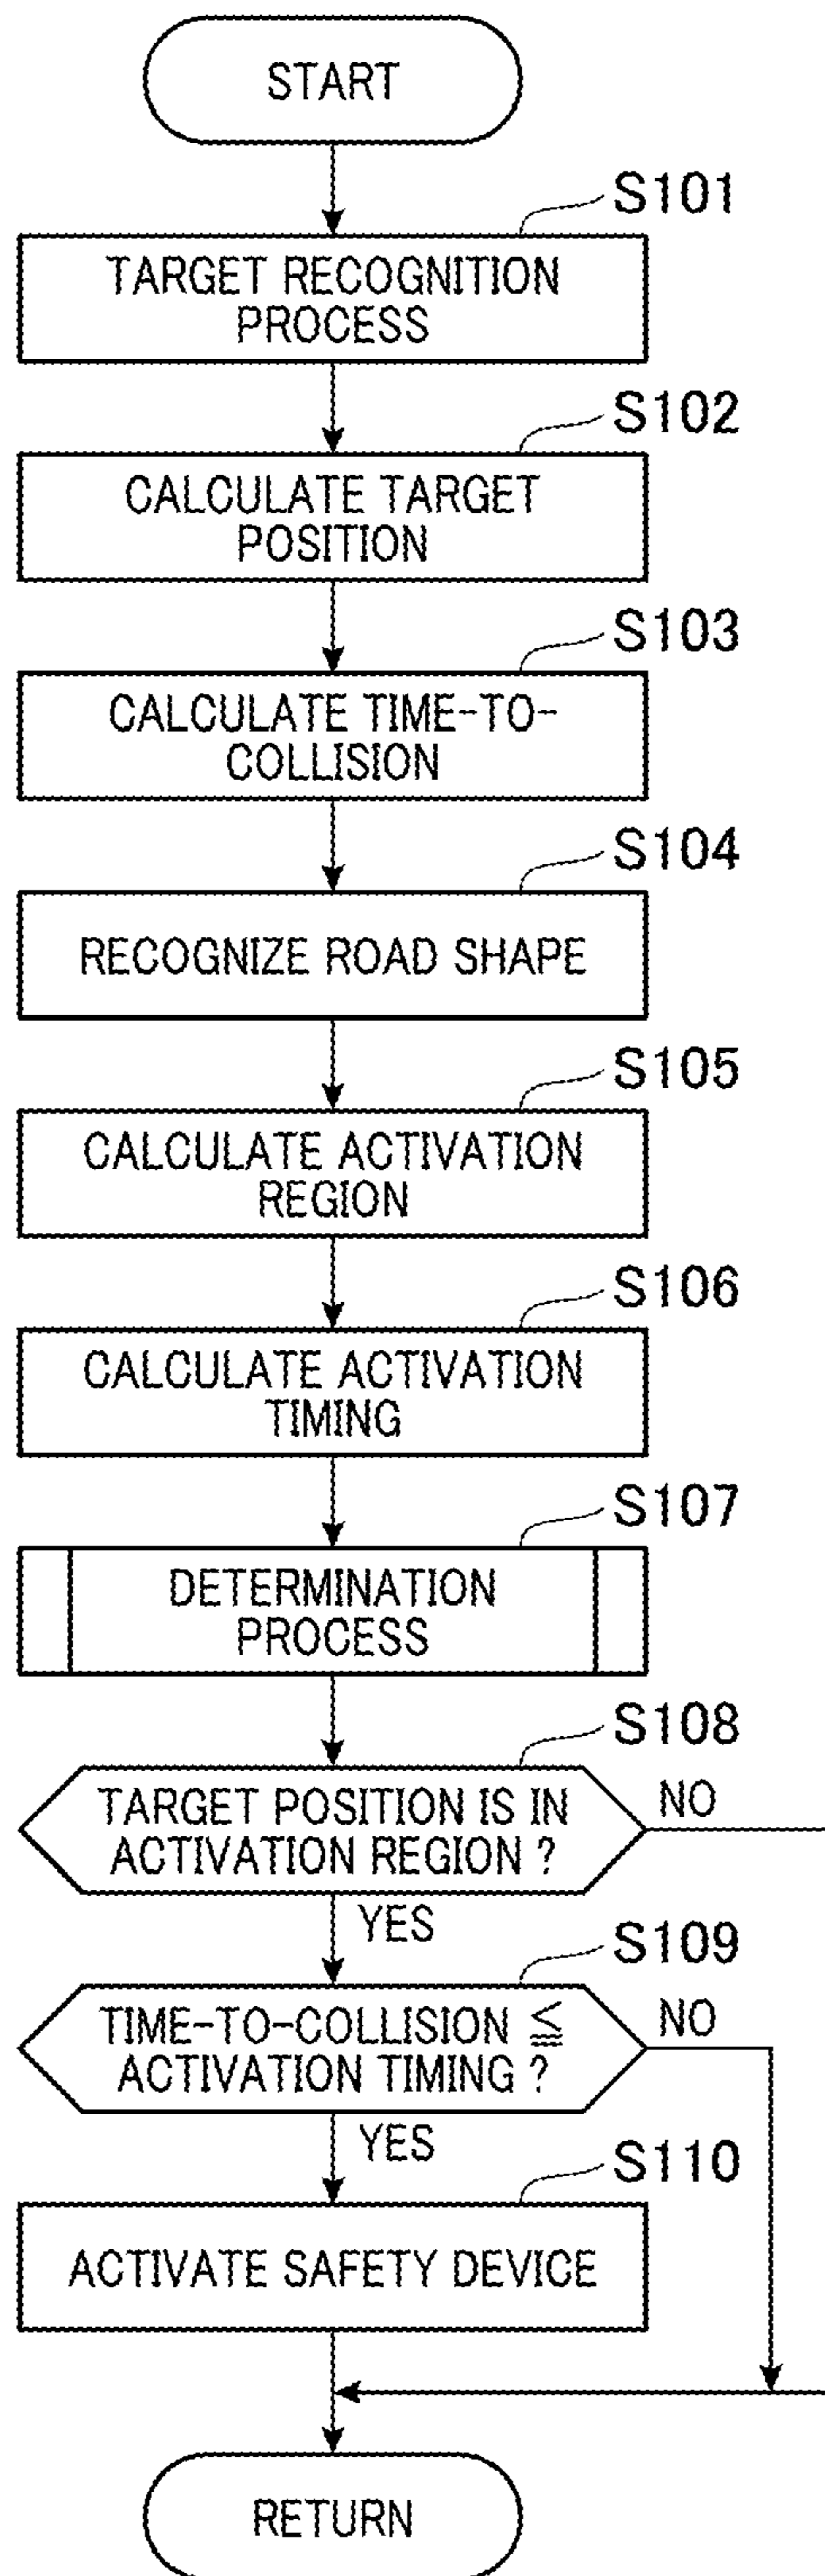 START
S101
TARGET RECOGNITION
PROCESS
S102
CALCULATE TARGET
POSITION
S103
CALCULATE TIME-TO-
COLLISION
S104
RECOGNIZE ROAD SHAPE
S105
CALCULATE ACTIVATION
REGION
S106
CALCULATE ACTIVATION
TIMING
S107
DETERMINATION
PROCESS
S108
TARGET POSITION IS IN
ACTIVATION REGION ?
NO
YES
S109
TIME-TO-COLLISION ≦
ACTIVATION TIMING ?
NO
YES
S110
ACTIVATE SAFETY DEVICE
RETURN